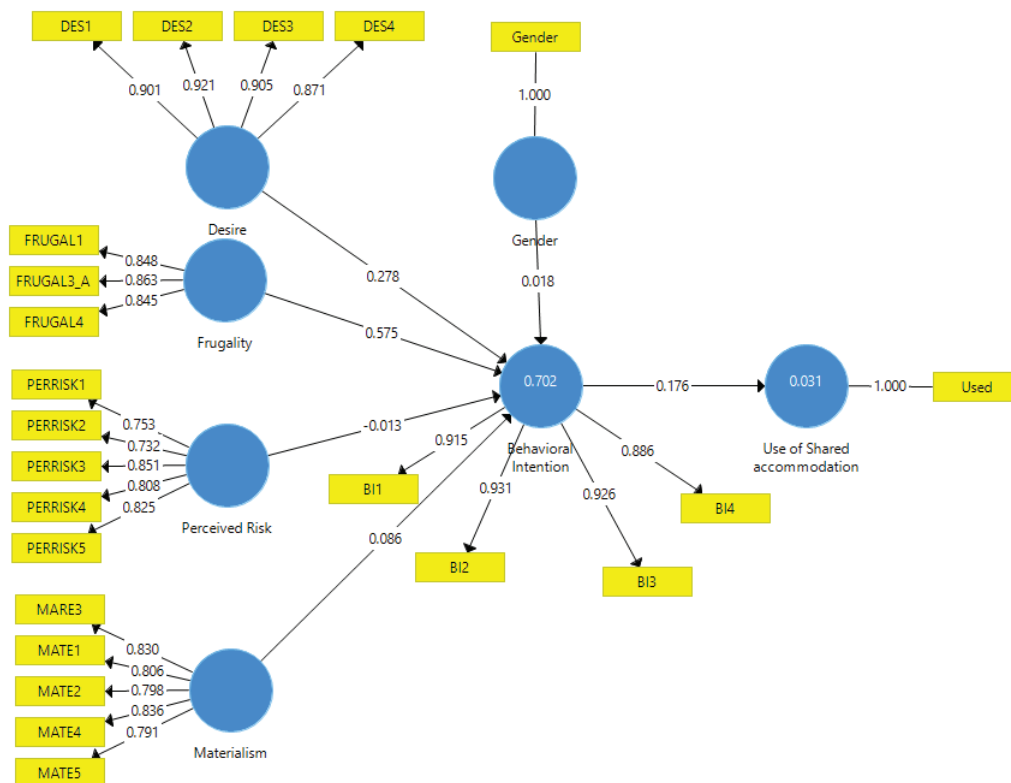 DES1
DES2
DES3
DES4
0.901
0.921
0.905
0.871
Desire
Gender
1.000
Gender
0.018
FRUGAL1
FRUGAL3_A
FRUGAL4
0.848
0.863
0.845
Frugality
0.278
0.575
PERRISK1
PERRISK2
PERRISK3
PERRISK4
PERRISK5
0.753
0.732
0.851
0.808
0.825
Perceived Risk
-0.013
0.702
Behavioral
Intention
0.176
0.031
Use of Shared
accommodation
1.000
Used
0.915
0.931
0.926
0.886
BI1
BI2
BI3
BI4
0.086
MARE3
MATE1
MATE2
MATE4
MATE5
0.830
0.806
0.798
0.836
0.791
Materialism